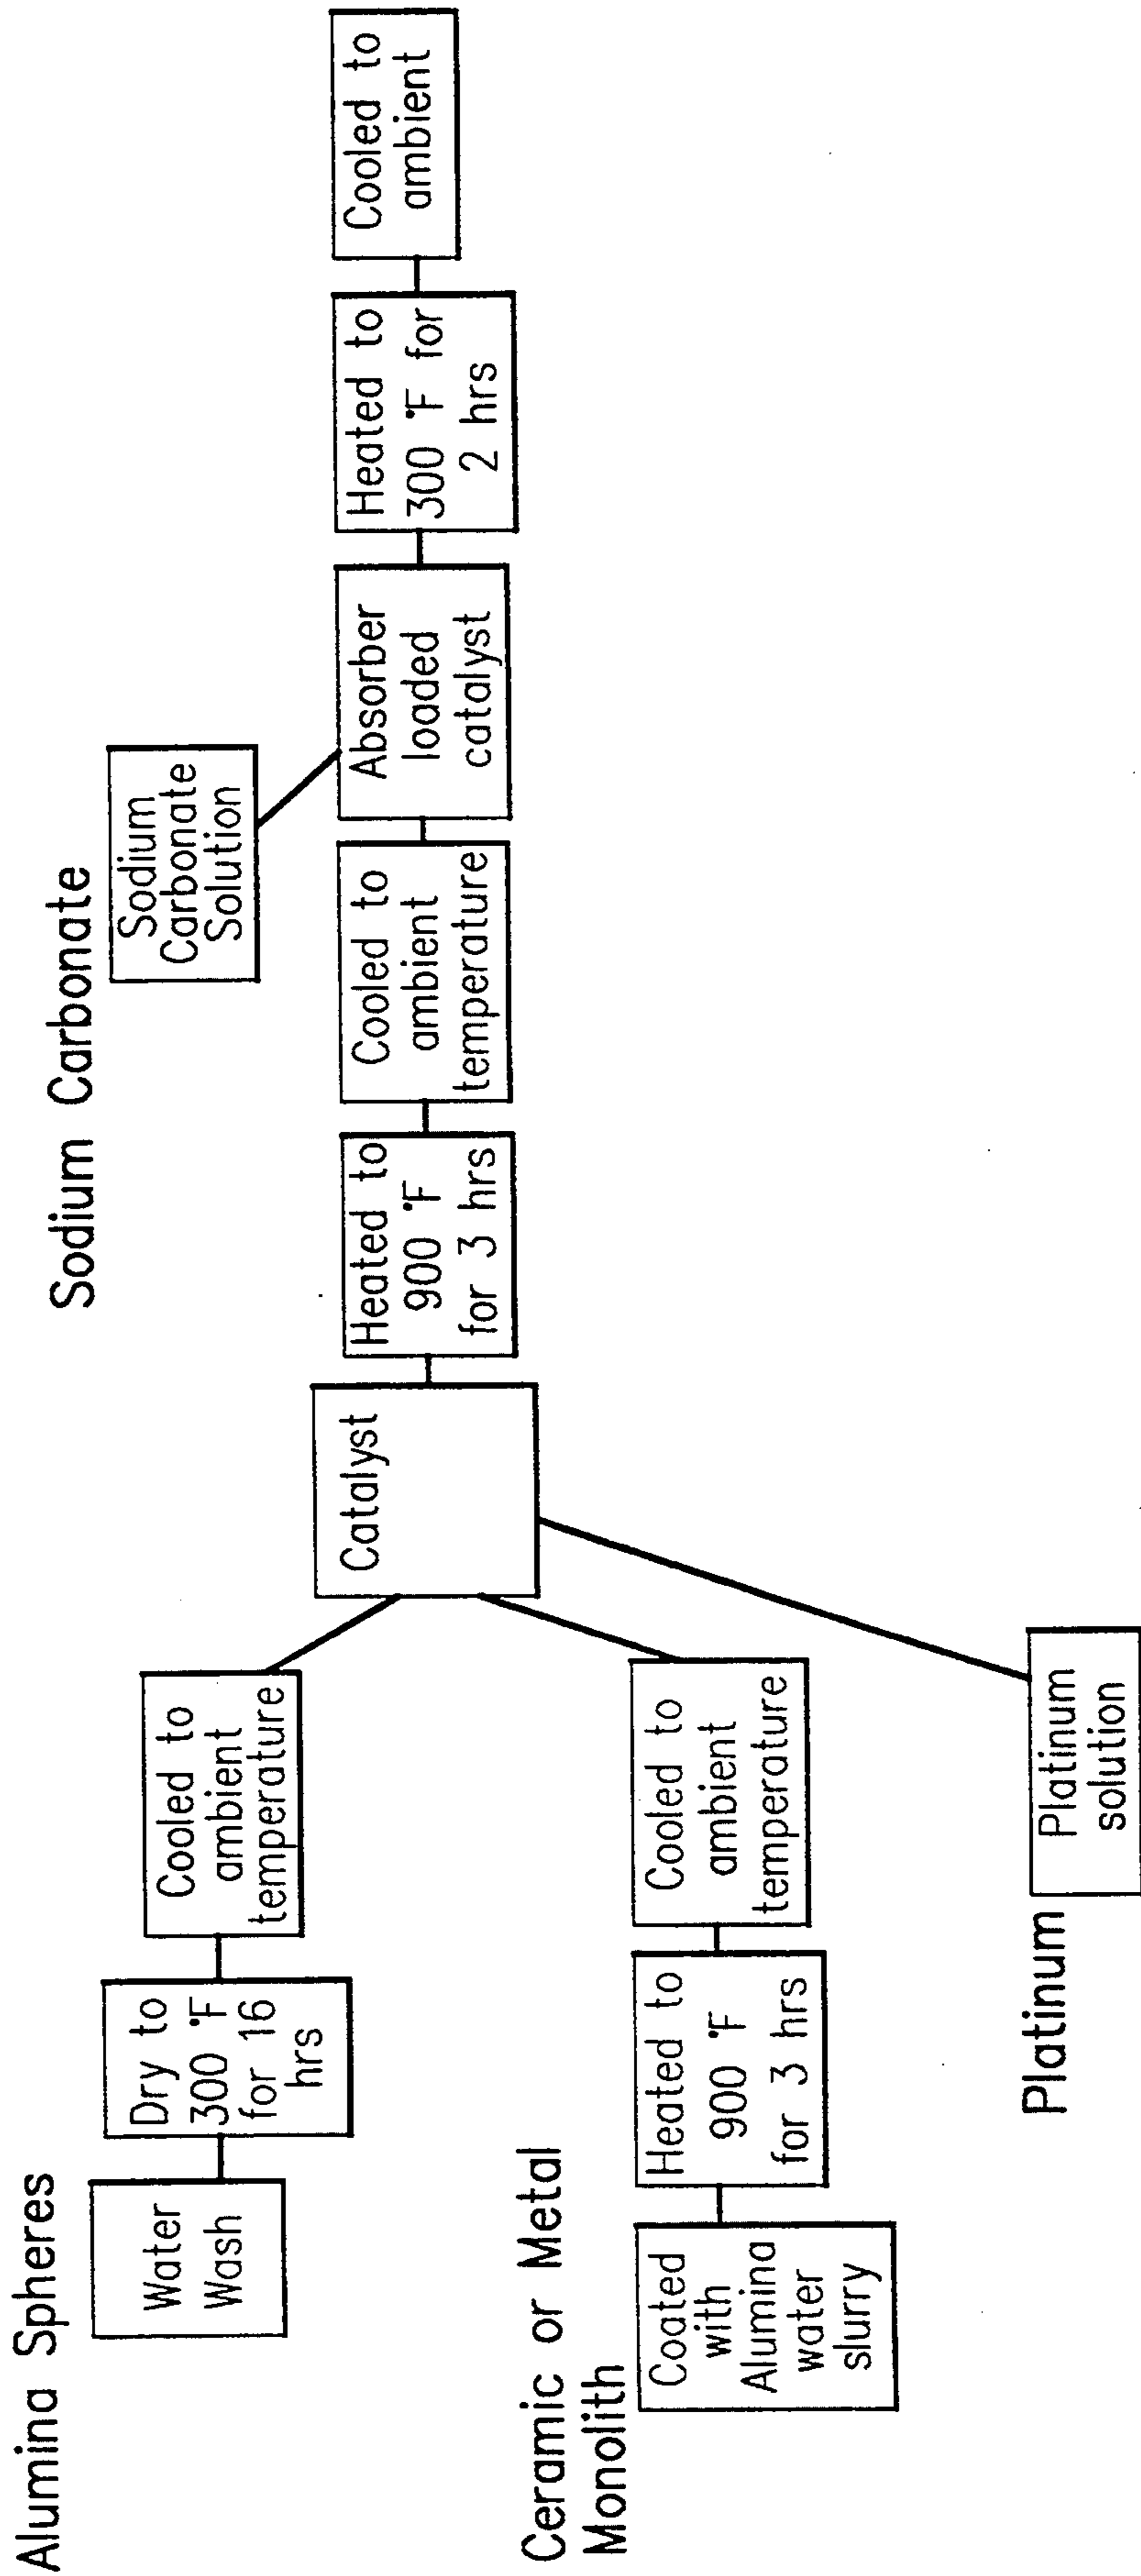 Alumina Spheres
Water
Wash
Dry to
300 °F
for 16
hrs
Cooled to
ambient
temperature
Ceramic or Metal
Monolith
Coated
with
Alumina
water
slurry
Heated to
900 °F
for 3 hrs
Cooled to
ambient
temperature
Platinum
Platinum
solution
Catalyst
Heated to
900 °F
for 3 hrs
Cooled to
ambient
temperature
Sodium Carbonate
Sodium
Carbonate
Solution
Absorber
loaded
catalyst
Heated to
300 °F for
2 hrs
Cooled to
ambient